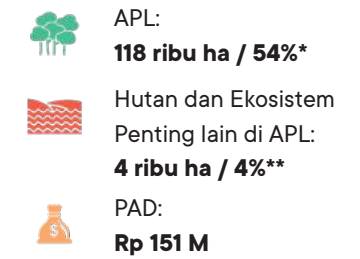 APL:
118 ribu ha / 54%*
Hutan dan Ekosistem
Penting lain di APL:
4 ribu ha / 4%**
PAD:
$
Rp 151 M